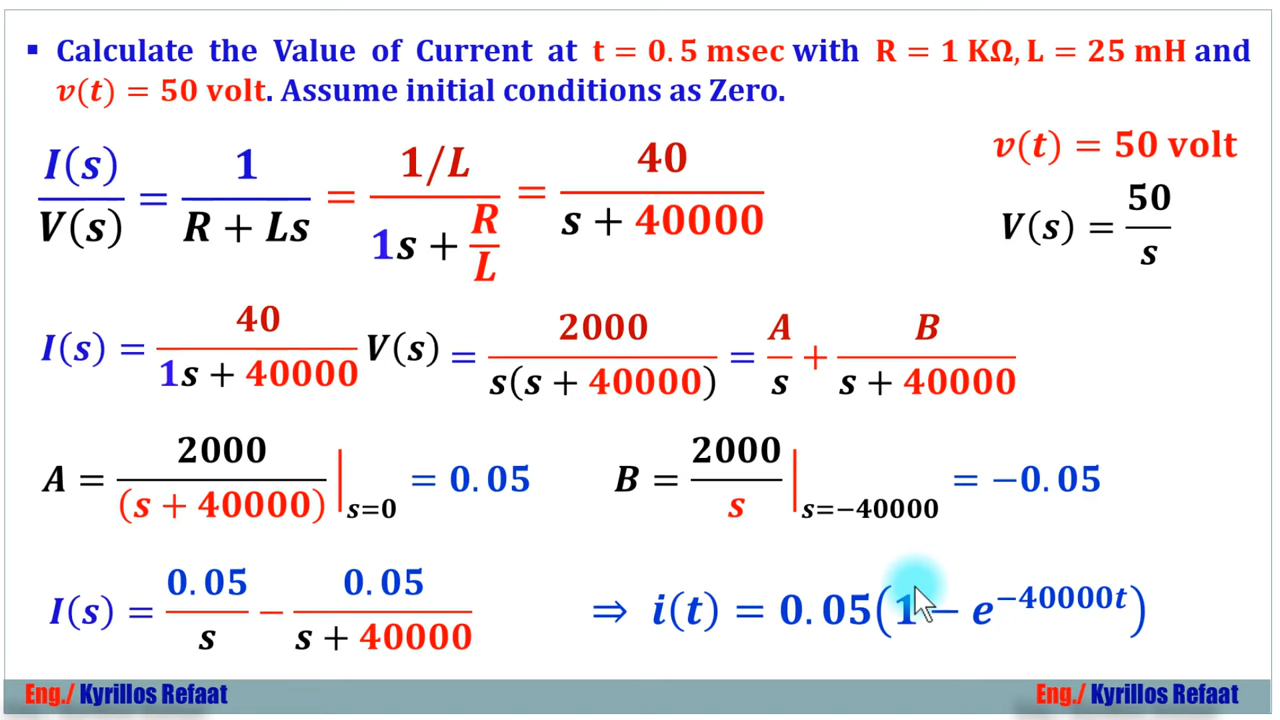 ▪ Calculate the Value of Current at t = 0.5 msec with R = 1 KΩ, L = 25 mH and
v(t) = 50 volt. Assume initial conditions as Zero.
v(t) = 50 volt
I(s)/V(s) = 1/(R + Ls) = (1/L)/(1s + R/L) = 40/(s + 40000)
V(s) = 50/s
I(s) = 40/(1s + 40000) V(s) = 2000/(s(s + 40000)) = A/s + B/(s + 40000)
A = 2000/(s + 40000) |s=0 = 0.05
B = 2000/s |s=−40000 = −0.05
I(s) = 0.05/s − 0.05/(s + 40000)
⇒ i(t) = 0.05(1 − e^−40000t)
Eng./ Kyrillos Refaat
Eng./ Kyrillos Refaat